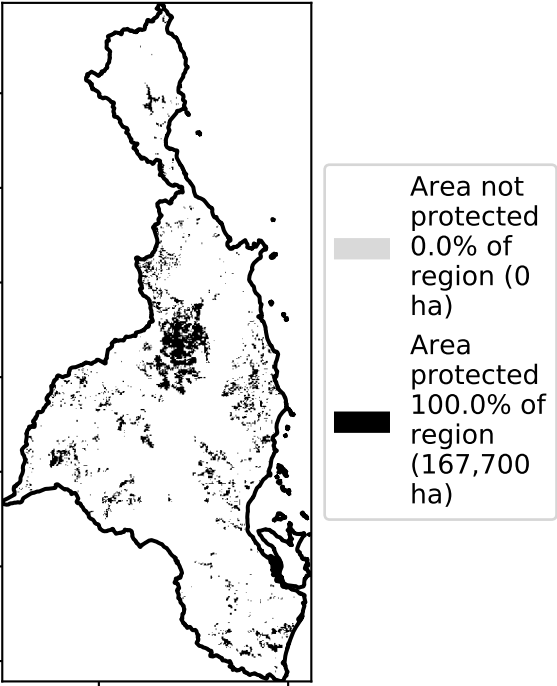 Area not
protected
0.0% of
region (0
ha)
Area
protected
100.0% of
region
(167,700
ha)